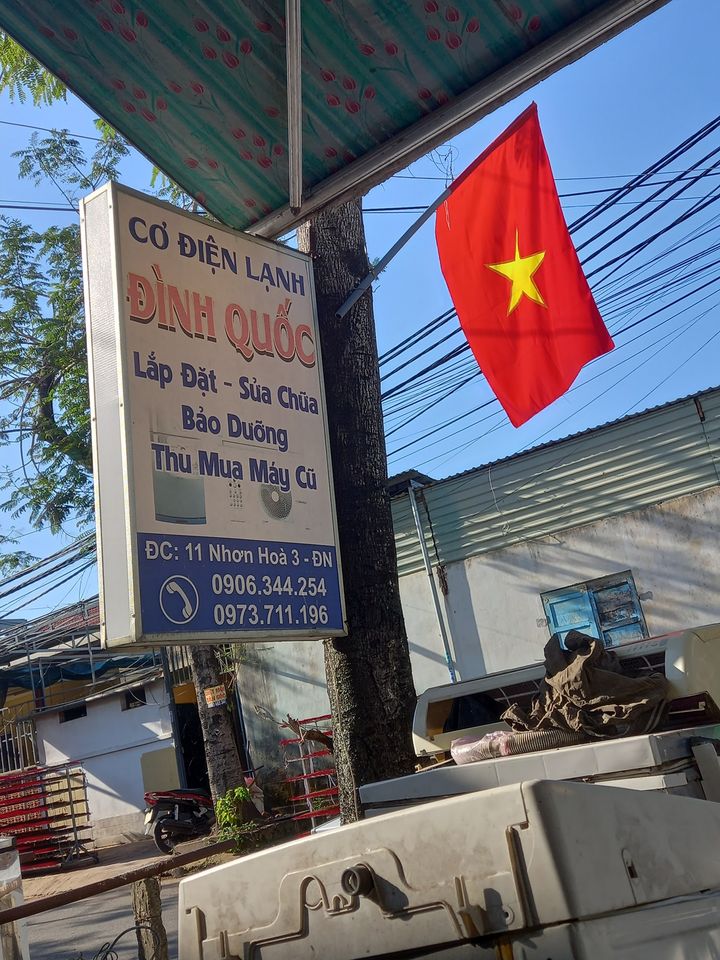 CƠ ĐIỆN LẠNH
ĐÌNH QUỐC
Lắp Đặt - Sửa Chữa
Bảo Dưỡng
Thu Mua Máy Cũ
ĐC: 11 Nhơn Hoà 3 - ĐN
0906.344.254
0973.711.196